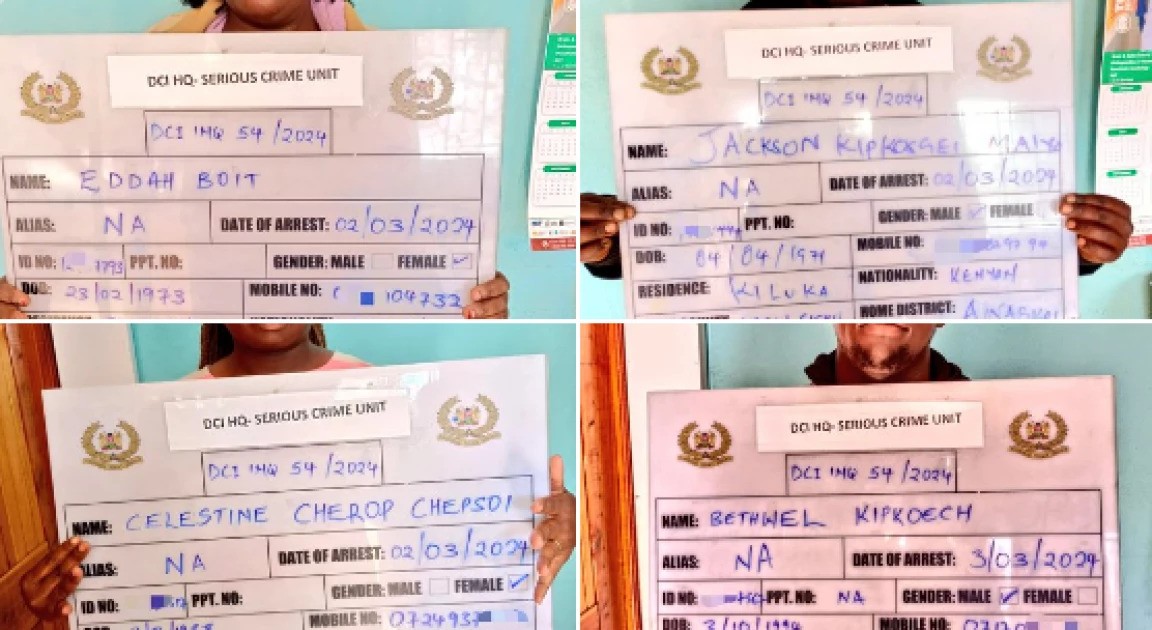 DCI HQ- SERIOUS CRIME UNIT
DCI IMQ 54 /2024
NAME: EDDAH BOIT
ALIAS: NA DATE OF ARREST: 02/03/2024
ID NO: PPT. NO: GENDER: MALE FEMALE
DOB: 23/02/1973 MOBILE NO: 104732
DCI HQ- SERIOUS CRIME UNIT
DCI IMQ 54 /2024
NAME: JACKSON KIPKOSGEI
ALIAS: NA DATE OF ARREST: 02/03/2024
ID NO: PPT. NO: GENDER: MALE FEMALE
DOB: 04/04/1971 MOBILE NO:
RESIDENCE: KILUKA NATIONALITY: KENYAN
HOME DISTRICT:
DCI HQ- SERIOUS CRIME UNIT
DCI IMQ 54 /2024
NAME: CELESTINE CHEROP CHEPSOI
ALIAS: NA DATE OF ARREST: 02/03/2024
ID NO: PPT. NO: GENDER: MALE FEMALE
MOBILE NO: 0724937
DCI HQ- SERIOUS CRIME UNIT
DCI IMQ 54 /2024
NAME: BETHWEL KIPKOECH
ALIAS: NA DATE OF ARREST: 3/03/2024
ID NO: PPT. NO: NA GENDER: MALE FEMALE
DOB: 3/10/1994 MOBILE NO: